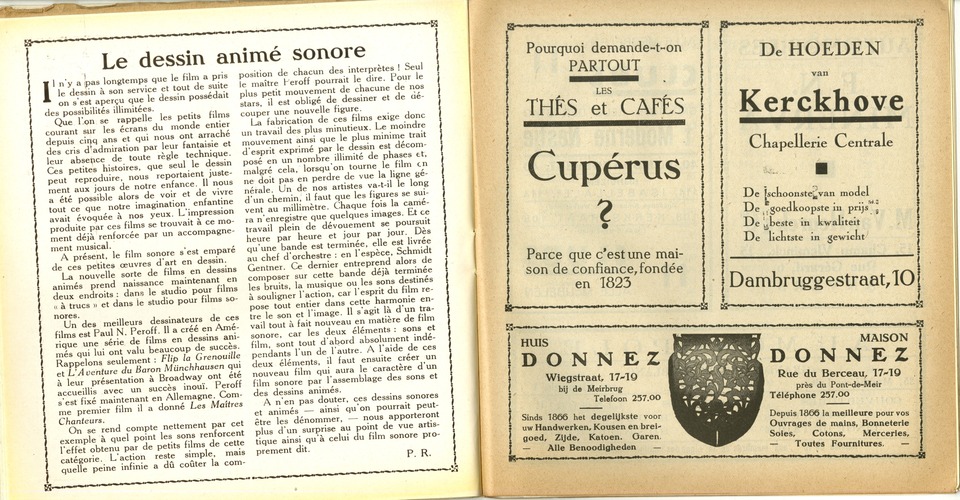 Le dessin animé sonore
Il n'y a pas longtemps que le film a pris
le dessin à son service et tout de suite
on s'est aperçu que le dessin possédait
des possibilités illimitées.
Que l'on se rappelle les petits films
courant sur les écrans du monde entier
depuis cinq ans et qui nous ont arraché
des cris d'admiration par leur fantaisie et
leur absence de toute règle technique.
Ces petites histoires, que seul le dessin
peut reproduire, nous reportaient juste-
ment aux jours de notre enfance. Il nous
a été possible alors de voir et de vivre
tout ce que notre imagination enfantine
avait évoquée à nos yeux. L'impression
produite par ces films se trouvait à ce mo-
ment déjà renforcée par un accompagne-
ment musical.
A présent, le film sonore s'est emparé
de ces petites œuvres d'art en dessin.
La nouvelle sorte de films en dessins
animés prend naissance maintenant en
deux endroits : dans le studio pour films
« à trucs » et dans le studio pour films so-
nores.
Un des meilleurs dessinateurs de ces
films est Paul N. Peroff. Il a créé en Amé-
rique une série de films en dessins ani-
més qui lui ont valu beaucoup de succès.
Rappelons seulement : Flip la Grenouille
et L'Aventure du Baron Münchhausen qui
à leur présentation à Broadway ont été
accueillis avec un succès inouï. Peroff
s'est fixé maintenant en Allemagne. Com-
me premier film il a donné Les Maîtres
Chanteurs.
On se rend compte nettement par cet
exemple à quel point les sons renforcent
l'effet obtenu par de petits films de cette
catégorie. L'action reste simple, mais
quelle peine infinie a dû coûter la com-
position de chacun des interprètes ! Seul
le maître Peroff pourrait le dire. Pour le
plus petit mouvement de chacune de nos
stars, il est obligé de dessiner et de dé-
couper une nouvelle figure.
La fabrication de ces films exige donc
un travail des plus minutieux. Le moindre
mouvement ainsi que le plus minime trait
d'esprit exprimé par le dessin est décom-
posé en un nombre illimité de phases et,
malgré cela, lorsqu'on tourne le film on
ne doit pas en perdre de vue la ligne gé-
nérale. Un de nos artistes va-t-il le long
d'un chemin, il faut que les figures se sui-
vent au millimètre. Chaque fois la camé-
ra n'enregistre que quelques images. Et ce
travail plein de dévouement se poursuit
heure par heure et jour par jour. Dès
qu'une bande est terminée, elle est livrée
au chef d'orchestre : en l'espèce, Schmidt
Gentner. Ce dernier entreprend alors de
composer sur cette bande déjà terminée
les bruits, la musique ou les sons destinés
à souligner l'action, car l'esprit du film re-
pose tout entier dans cette harmonie en-
tre le son et l'image. Il s'agit là d'un tra-
vail tout à fait nouveau en matière de film
sonore, car les deux éléments : sons et
film, sont tout d'abord absolument indé-
pendants l'un de l'autre. A l'aide de ces
deux éléments, il faut ensuite créer un
nouveau film qui aura le caractère d'un
film sonore par l'assemblage des sons et
des dessins animés.
A n'en pas douter, ces dessins sonores
et animés — ainsi qu'on pourrait peut
être les dénommer, — nous apporteront
plus d'un surprise au point de vue artis-
tique ainsi qu'à celui du film sonore pro-
prement dit.
P. R.
Pourquoi demande-t-on
PARTOUT
LES
THÉS et CAFÉS
Cupérus
?
Parce que c'est une mai-
son de confiance, fondée
en 1823
De HOEDEN
van
Kerckhove
Chapellerie Centrale
De schoonste van model
De goedkoopste in prijs
De beste in kwaliteit
De lichtste in gewicht
Dambruggestraat, 10
HUIS
DONNEZ
Wiegstraat, 17-19
bij de Meirbrug
Telefoon 257.00
Sinds 1866 het degelijkste voor
uw Handwerken, Kousen en brei-
goed, Zijde, Katoen. Garen.
— Alle Benoodigheden —
MAISON
DONNEZ
Rue du Berceau, 17-19
près du Pont-de-Meir
Téléphone 257.00
Depuis 1866 la meilleure pour vos
Ouvrages de mains, Bonneterie
Soies, Cotons, Merceries,
— Toutes Fournitures. —